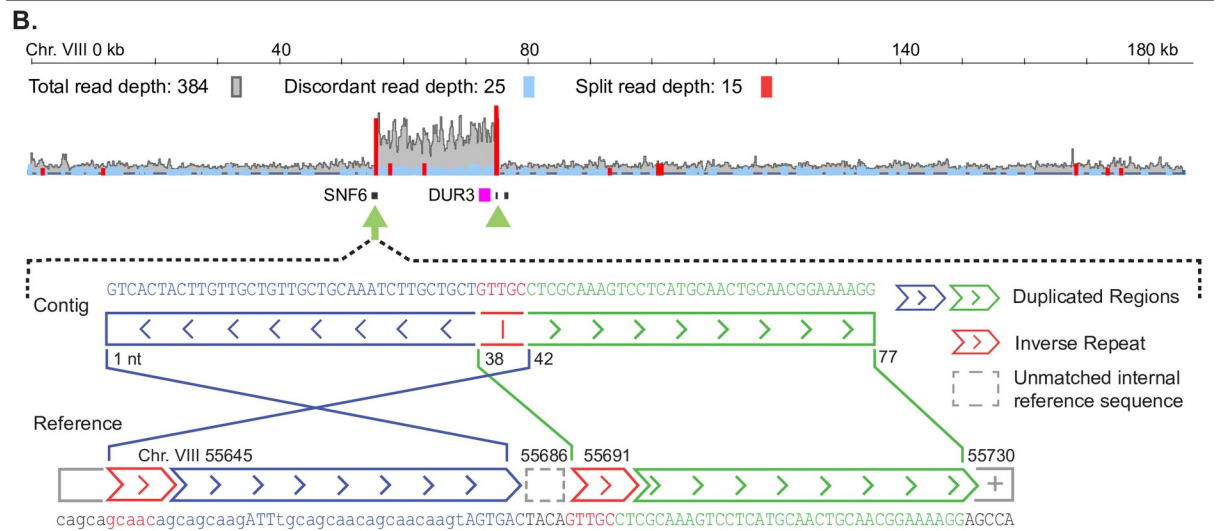 B.
Chr. VIII 0 kb 40 80 140 180 kb
Total read depth: 384 Discordant read depth: 25 Split read depth: 15
SNF6 DUR3
GTCACTACTTGTTGCTGTTGCTGCAAATCTTGCTGCTGTTGCCTCGCAAAGTCCTCATGCAACTGCAACGGAAAAGG
Contig
Duplicated Regions
1 nt 38 42 77
Inverse Repeat
Unmatched internal
reference sequence
Reference
Chr. VIII 55645 55686 55691 55730
cagcagcaacagcagcaagATTtgcagcaacagcaacaagtAGTGACTACAGTTGCCTCGCAAAGTCCTCATGCAACTGCAACGGAAAAGGAGCCA